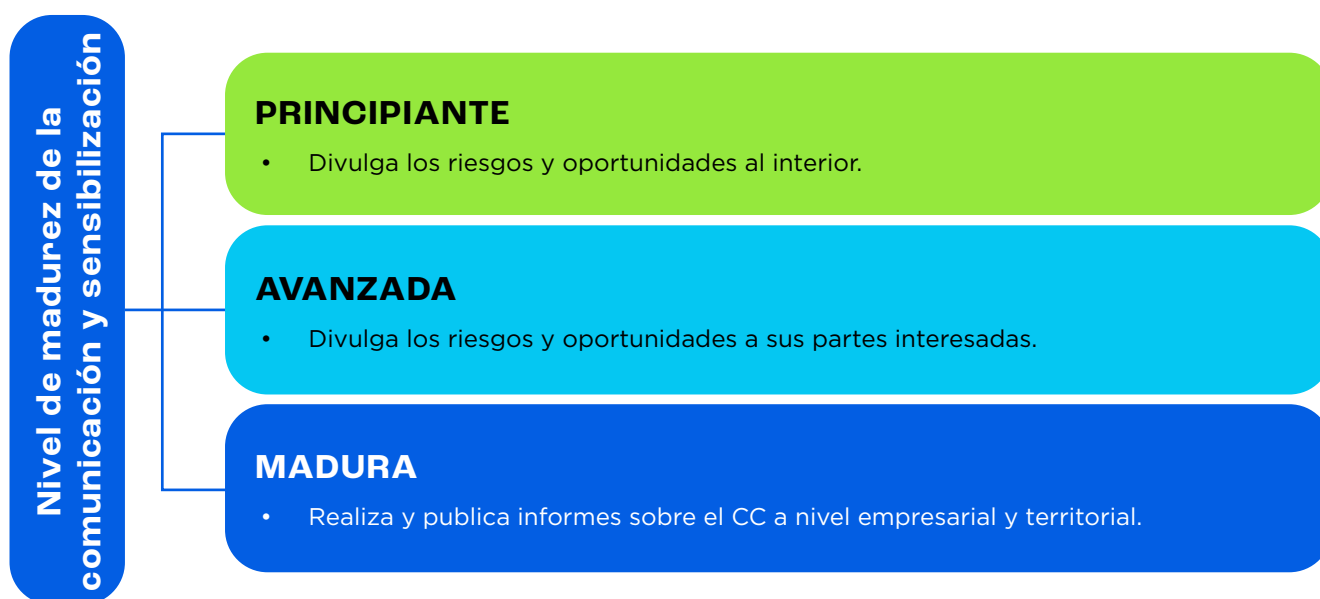 Nivel de madurez de la
comunicación y sensibilización
PRINCIPIANTE
• Divulga los riesgos y oportunidades al interior.
AVANZADA
• Divulga los riesgos y oportunidades a sus partes interesadas.
MADURA
• Realiza y publica informes sobre el CC a nivel empresarial y territorial.